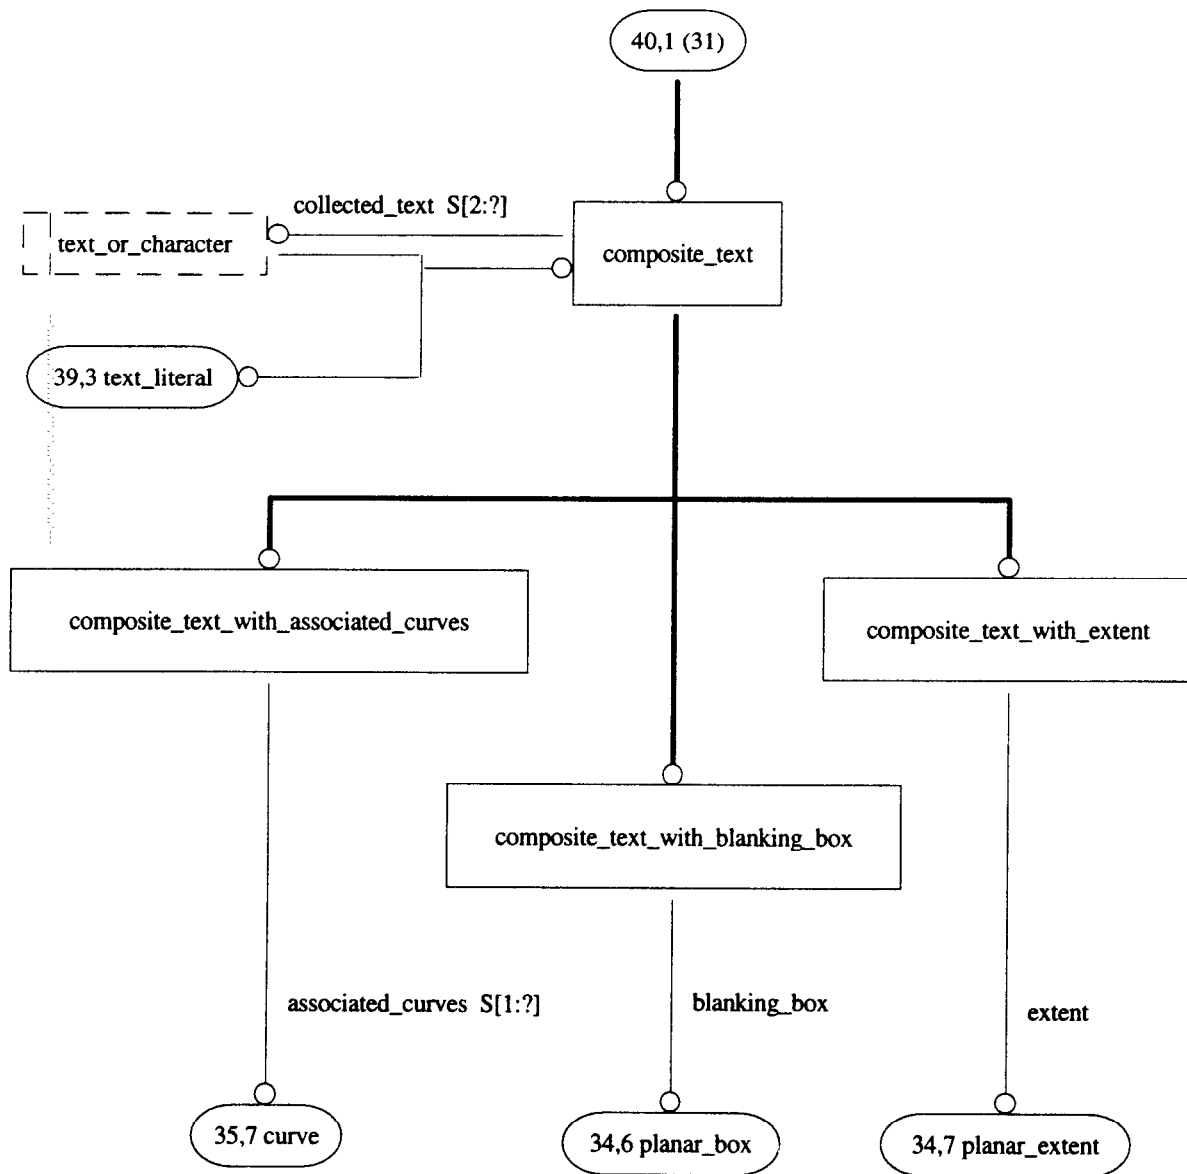 40,1 (31)
collected_text S[2:?]
text_or_character
composite_text
39,3 text_literal
composite_text_with_associated_curves
composite_text_with_extent
composite_text_with_blanking_box
associated_curves S[1:?]
blanking_box
extent
35,7 curve
34,6 planar_box
34,7 planar_extent